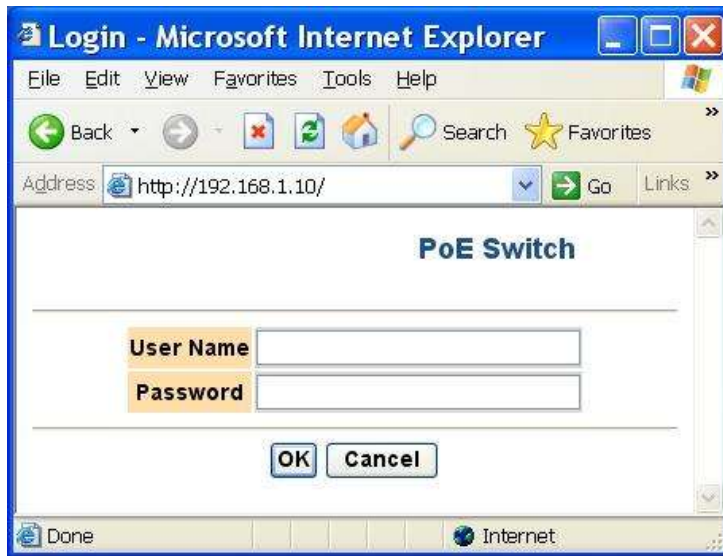 Login - Microsoft Internet Explorer
File Edit View Favorites Tools Help
Back Search Favorites »
Address http://192.168.1.10/ Go Links »
PoE Switch
User Name
Password
OK Cancel
Done Internet